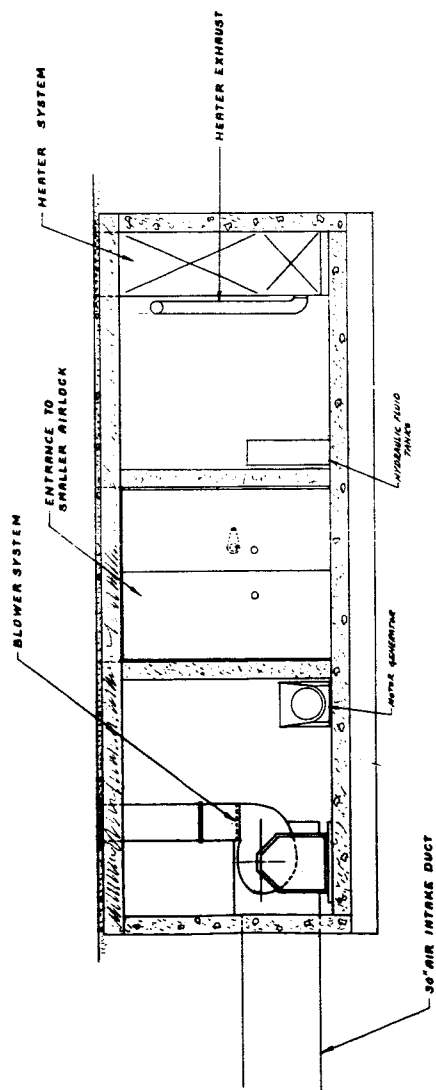 HEATER SYSTEM
HEATER EXHAUST
ENTRANCE TO
SMALLER AIRLOCK
HYDRAULIC FLUID
TANKS
BLOWER SYSTEM
MOTOR GENERATOR
30" AIR INTAKE DUCT